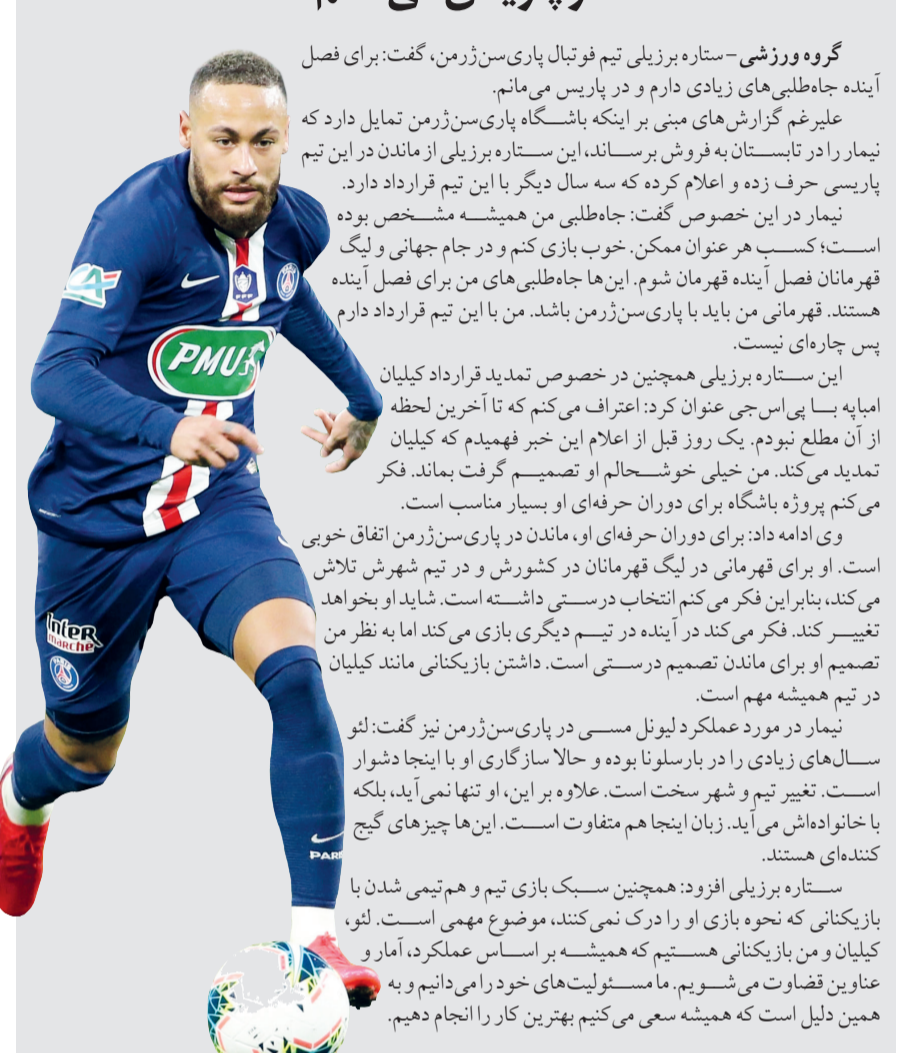 گروه ورزشی- ستاره برزیلی تیم فوتبال پاری‌سن‌ژرمن، گفت: برای فصل
آینده جاه‌طلبی‌های زیادی دارم و در پاریس می‌مانم.
علیرغم گزارش‌های مبنی بر اینکه باشگاه پاری‌سن‌ژرمن تمایل دارد که
نیمار را در تابستان به فروش برساند، این ستاره برزیلی از ماندن در این تیم
پاریسی حرف زده و اعلام کرده که سه سال دیگر با این تیم قرارداد دارد.
نیمار در این خصوص گفت: جاه‌طلبی من همیشه مشخص بوده
است؛ کسب هر عنوان ممکن. خوب بازی کنم و در جام جهانی و لیگ
قهرمانان فصل آینده قهرمان شوم. این‌ها جاه‌طلبی‌های من برای فصل آینده
هستند. قهرمانی من باید با پاری‌سن‌ژرمن باشد. من با این تیم قرارداد دارم
پس چاره‌ای نیست.
این ستاره برزیلی همچنین در خصوص تمدید قرارداد کیلیان
امباپه با پی‌اس‌جی عنوان کرد: اعتراف می‌کنم که تا آخرین لحظه
از آن مطلع نبودم. یک روز قبل از اعلام این خبر فهمیدم که کیلیان
تمدید می‌کند. من خیلی خوشحالم او تصمیم گرفت بماند. فکر
می‌کنم پروژه باشگاه برای دوران حرفه‌ای او بسیار مناسب است.
وی ادامه داد: برای دوران حرفه‌ای او، ماندن در پاری‌سن‌ژرمن اتفاق خوبی
است. او برای قهرمانی در لیگ قهرمانان در کشورش و در تیم شهرش تلاش
می‌کند، بنابراین فکر می‌کنم انتخاب درستی داشته است. شاید او بخواهد
تغییر کند. فکر می‌کند در آینده در تیم دیگری بازی می‌کند اما به نظر من
تصمیم او برای ماندن تصمیم درستی است. داشتن بازیکنانی مانند کیلیان
در تیم همیشه مهم است.
نیمار در مورد عملکرد لیونل مسی در پاری‌سن‌ژرمن نیز گفت: لئو
سال‌های زیادی را در بارسلونا بوده و حالا سازگاری او با اینجا دشوار
است. تغییر تیم و شهر سخت است. علاوه بر این، او تنها نمی‌آید، بلکه
با خانواده‌اش می‌آید. زبان اینجا هم متفاوت است. این‌ها چیزهای گیج
کننده‌ای هستند.
ستاره برزیلی افزود: همچنین سبک بازی تیم و هم‌تیمی شدن با
بازیکنانی که نحوه بازی او را درک نمی‌کنند، موضوع مهمی است. لئو،
کیلیان و من بازیکنانی هستیم که همیشه بر اساس عملکرد، آمار و
عناوین قضاوت می‌شویم. ما مسئولیت‌های خود را می‌دانیم و به
همین دلیل است که همیشه سعی می‌کنیم بهترین کار را انجام دهیم.
FFF
PMU
Inter
marché
PARIS
PARI